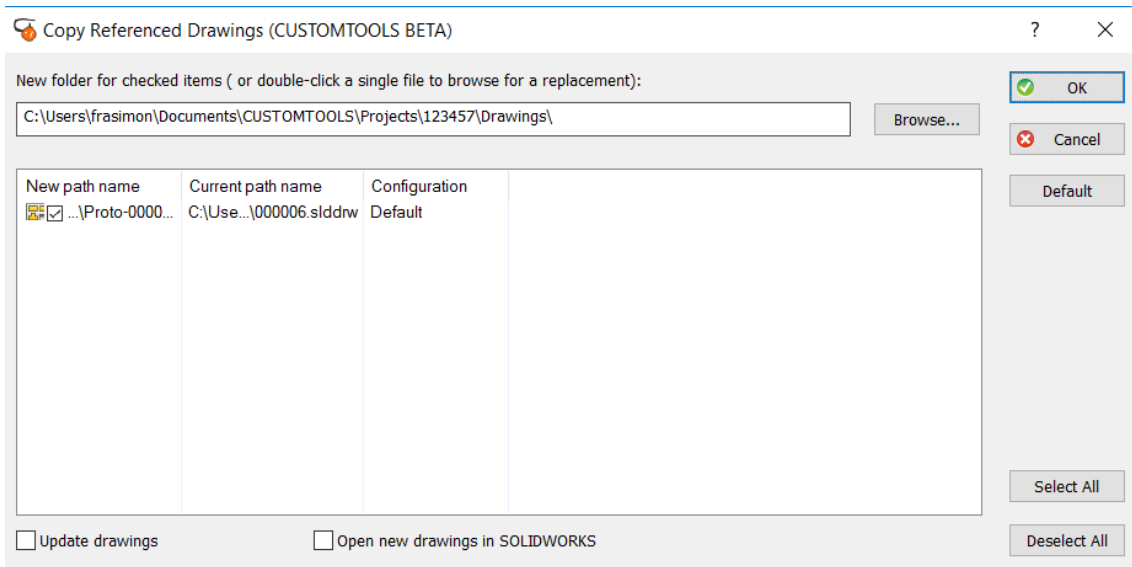 Copy Referenced Drawings (CUSTOMTOOLS BETA)
?
New folder for checked items ( or double-click a single file to browse for a replacement):
OK
C:\Users\frasimon\Documents\CUSTOMTOOLS\Projects\123457\Drawings\
Browse...
Cancel
New path name Current path name Configuration
Default
...\Proto-0000... C:\Use...\000006.slddrw Default
Select All
Update drawings Open new drawings in SOLIDWORKS
Deselect All